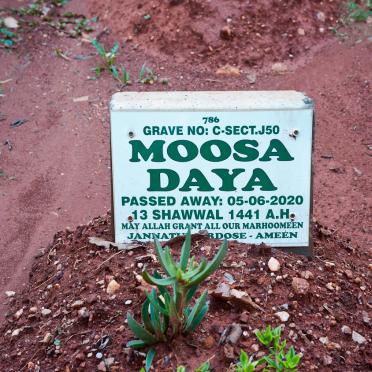 786
GRAVE NO: C-SECT.J50
MOOSA
DAYA
PASSED AWAY: 05-06-2020
13 SHAWWAL 1441 A.H
MAY ALLAH GRANT ALL OUR MARHOOMEEN
- AMEEN